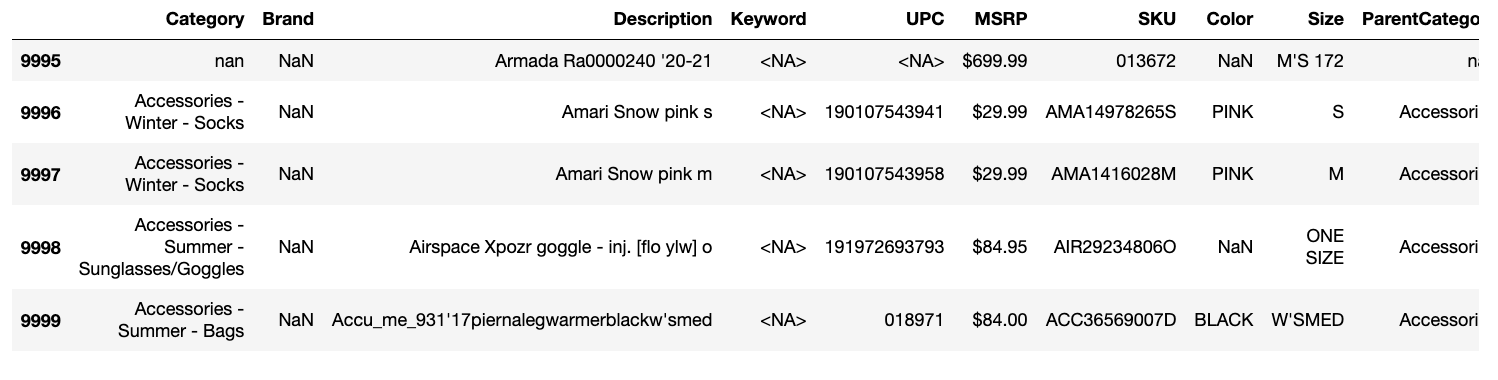 Category Brand Description Keyword UPC MSRP SKU Color Size ParentCatego
9995 nan NaN Armada Ra0000240 '20-21 <NA> <NA> $699.99 013672 NaN M'S 172 na
Accessories -
9996 NaN Amari Snow pink s <NA> 190107543941 $29.99 AMA14978265S PINK S Accessori
Winter - Socks
Accessories -
9997 NaN Amari Snow pink m <NA> 190107543958 $29.99 AMA1416028M PINK M Accessori
Winter - Socks
Accessories -
ONE
9998 Summer - NaN Airspace Xpozr goggle - inj. [flo ylw] o <NA> 191972693793 $84.95 AIR29234806O NaN Accessori
SIZE
Sunglasses/Goggles
Accessories -
9999 NaN Accu_me_931'17piernalegwarmerblackw'smed <NA> 018971 $84.00 ACC36569007D BLACK W'SMED Accessori
Summer - Bags